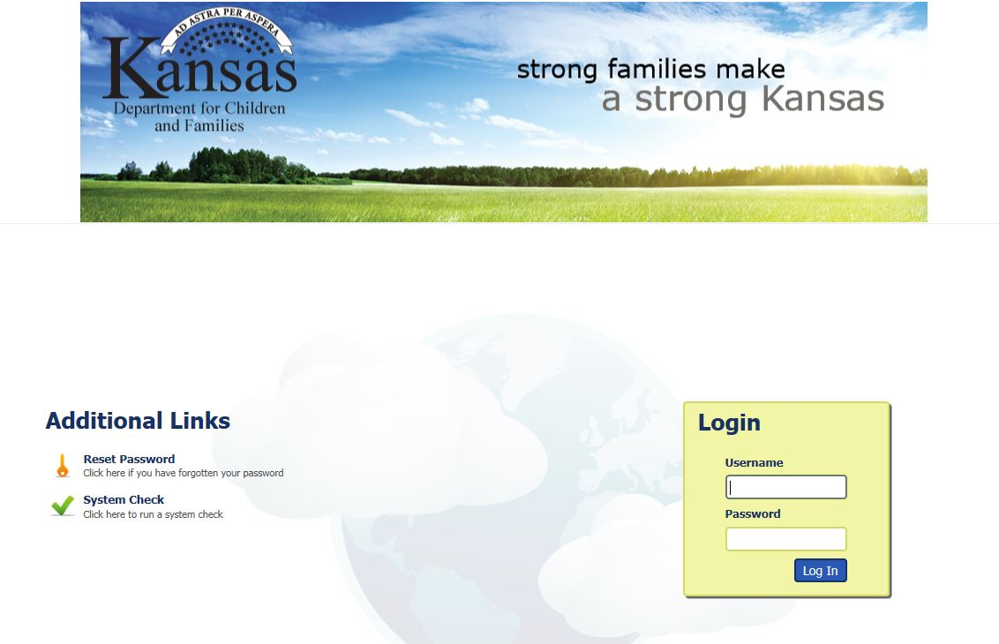 AD ASTRA PER ASPERA
Kansas
Department for Children
and Families
strong families make
a strong Kansas
Additional Links
Reset Password
Click here if you have forgotten your password
System Check
Click here to run a system check
Login
Username
Password
Log In